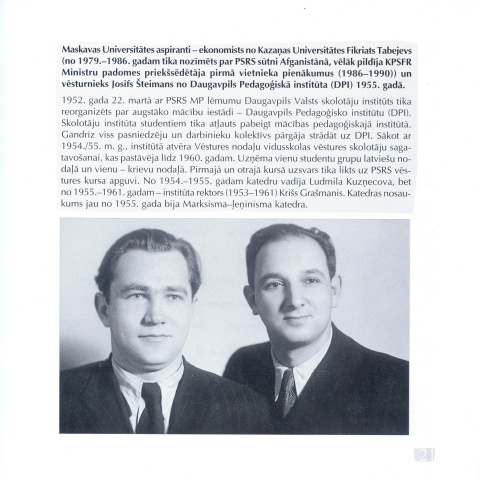 Maskavas Universitātes aspiranti – ekonomists no Kazaņas Universitātes Fikriats Tabejevs
(no 1979.–1986. gadam tika nozīmēts par PSRS sūtni Afganistānā, vēlāk pildīja KPSFR
Ministru padomes priekšsēdētāja pirmā vietnieka pienākumus (1986–1990)) un
vēsturnieks Josifs Šteimans no Daugavpils Pedagoģiskā institūta (DPI) 1955. gadā.
1952. gada 22. martā ar PSRS MP lēmumu Daugavpils Valsts skolotāju institūts tika
reorganizēts par augstāko mācību iestādi – Daugavpils Pedagoģisko institūtu (DPI).
Skolotāju institūta studentiem tika atļauts pabeigt mācības pedagoģiskajā institūtā.
Gandrīz viss pasniedzēju un darbinieku kolektīvs pārgāja strādāt uz DPI. Sākot ar
1954./55. m. g., institūtā atvēra Vēstures nodaļu vidusskolas vēstures skolotāju saga-
tavošanai, kas pastāvēja līdz 1960. gadam. Uzņēma vienu studentu grupu latviešu no-
daļā un vienu – krievu nodaļā. Pirmajā un otrajā kursā uzsvars tika likts uz PSRS vēs-
tures kursa apguvi. No 1954.–1955. gadam katedru vadīja Ludmila Kuzņecova, bet
no 1955.–1961. gadam – institūta rektors (1953–1961) Krišs Grašmanis. Katedras nosau-
kums jau no 1955. gada bija Marksisma–ļeņinisma katedra.